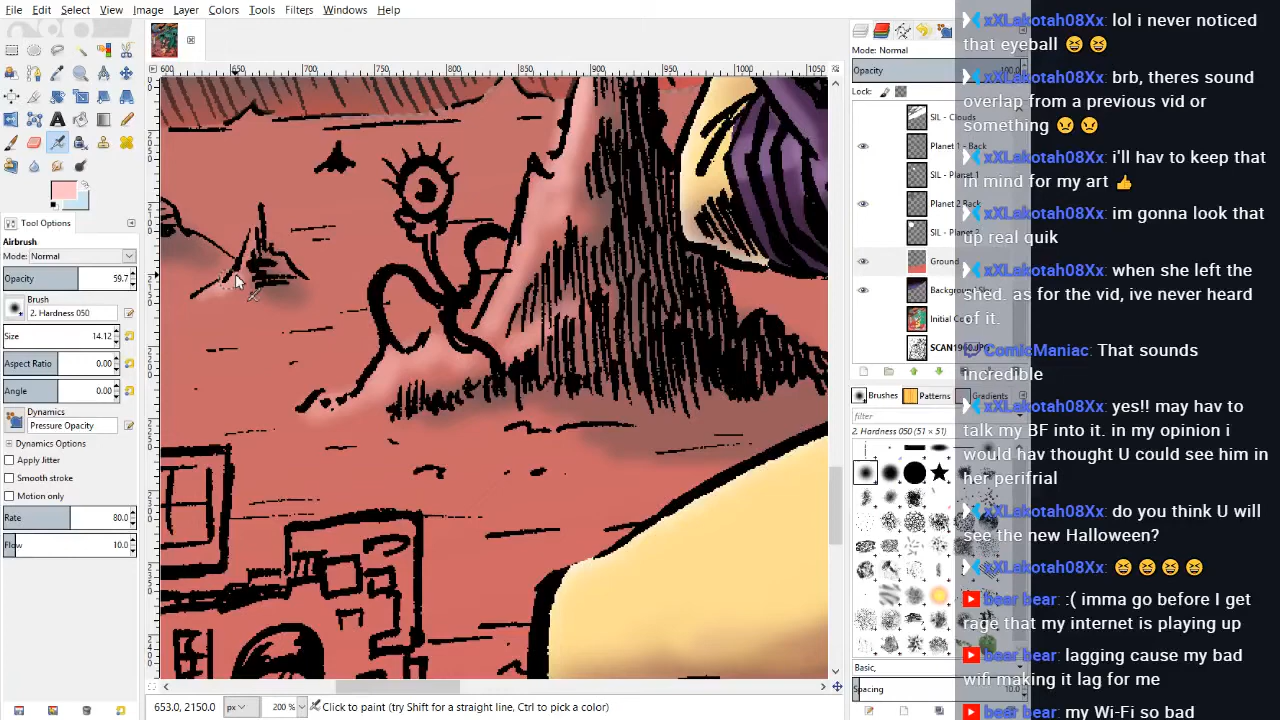 File Edit Select View Image Layer Colors Tools Filters Windows Help
Tool Options
Airbrush
Mode: Normal
Opacity 59.7
Brush
2. Hardness 050
Size 14.12
Aspect Ratio 0.00
Angle 0.00
Dynamics
Pressure Opacity
Dynamics Options
Apply Jitter
Smooth stroke
Motion only
Rate 80.0
Flow 10.0
600 650 700 750 800 850 900 950 1000 1050
653.0, 2150.0 px 200 % Click to paint (try Shift for a straight line, Ctrl to pick a color)
Mode: Normal
Opacity 100.0
Lock:
SIL - Clouds
Planet 1 - Back
SIL - Planet 1
Planet 2 Back
SIL - Planet 2
Ground
Background
Initial Co
SCAN1960.JPG
Brushes Patterns Gradients
filter
2. Hardness 050 (51 × 51)
Basic,
Spacing 10.0
xXLakotah08Xx: lol i never noticed
that eyeball 😆 😆
xXLakotah08Xx: brb, theres sound
overlap from a previous vid or
something 😡 😡
xXLakotah08Xx: i'll hav to keep that
in mind for my art 👍
xXLakotah08Xx: im gonna look that
up real quik
xXLakotah08Xx: when she left the
shed. as for the vid, ive never heard
of it.
ComicManiac: That sounds
incredible
xXLakotah08Xx: yes!! may hav to
talk my BF into it. in my opinion i
would hav thought U could see him in
her perifrial
xXLakotah08Xx: do you think U will
see the new Halloween?
xXLakotah08Xx: 😆 😆 😆 😆
bear bear: :( imma go before I get
rage that my internet is playing up
bear bear: lagging cause my bad
wifi making it lag for me
bear bear: my Wi-Fi so bad